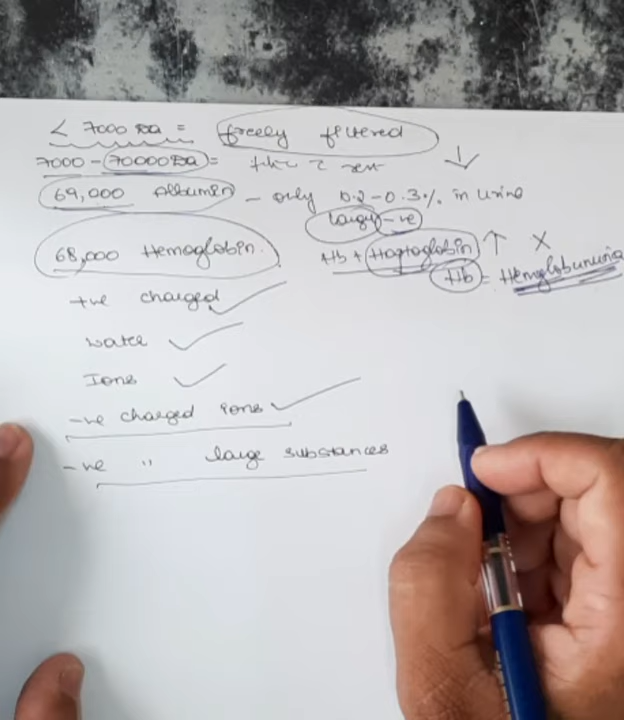 < 7000 Da = freely filtered
7000 - 70000 Da =
69,000 Albumin - only 0.2-0.3% in urine
large -ve
68,000 Hemoglobin. Hb + Haptoglobin ↑ X
Hb = Hemglobunuria
+ve charged ✓
Water ✓
Ions ✓
-ve charged ions ✓
-ve " large substances